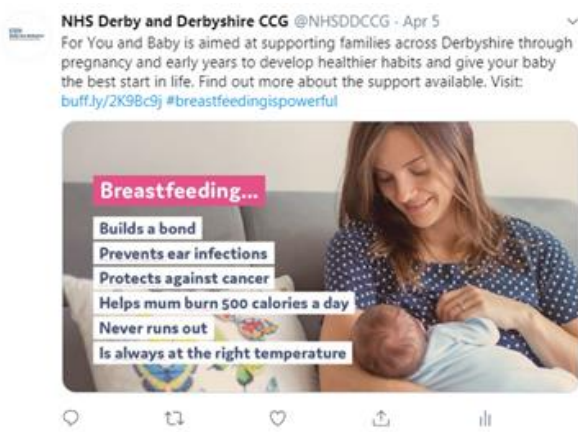 NHS Derby and Derbyshire CCG @NHSDDCCG · Apr 5
For You and Baby is aimed at supporting families across Derbyshire through
pregnancy and early years to develop healthier habits and give your baby
the best start in life. Find out more about the support available. Visit:
buff.ly/2K9Bc9j #breastfeedingispowerful
Breastfeeding...
Builds a bond
Prevents ear infections
Protects against cancer
Helps mum burn 500 calories a day
Never runs out
Is always at the right temperature